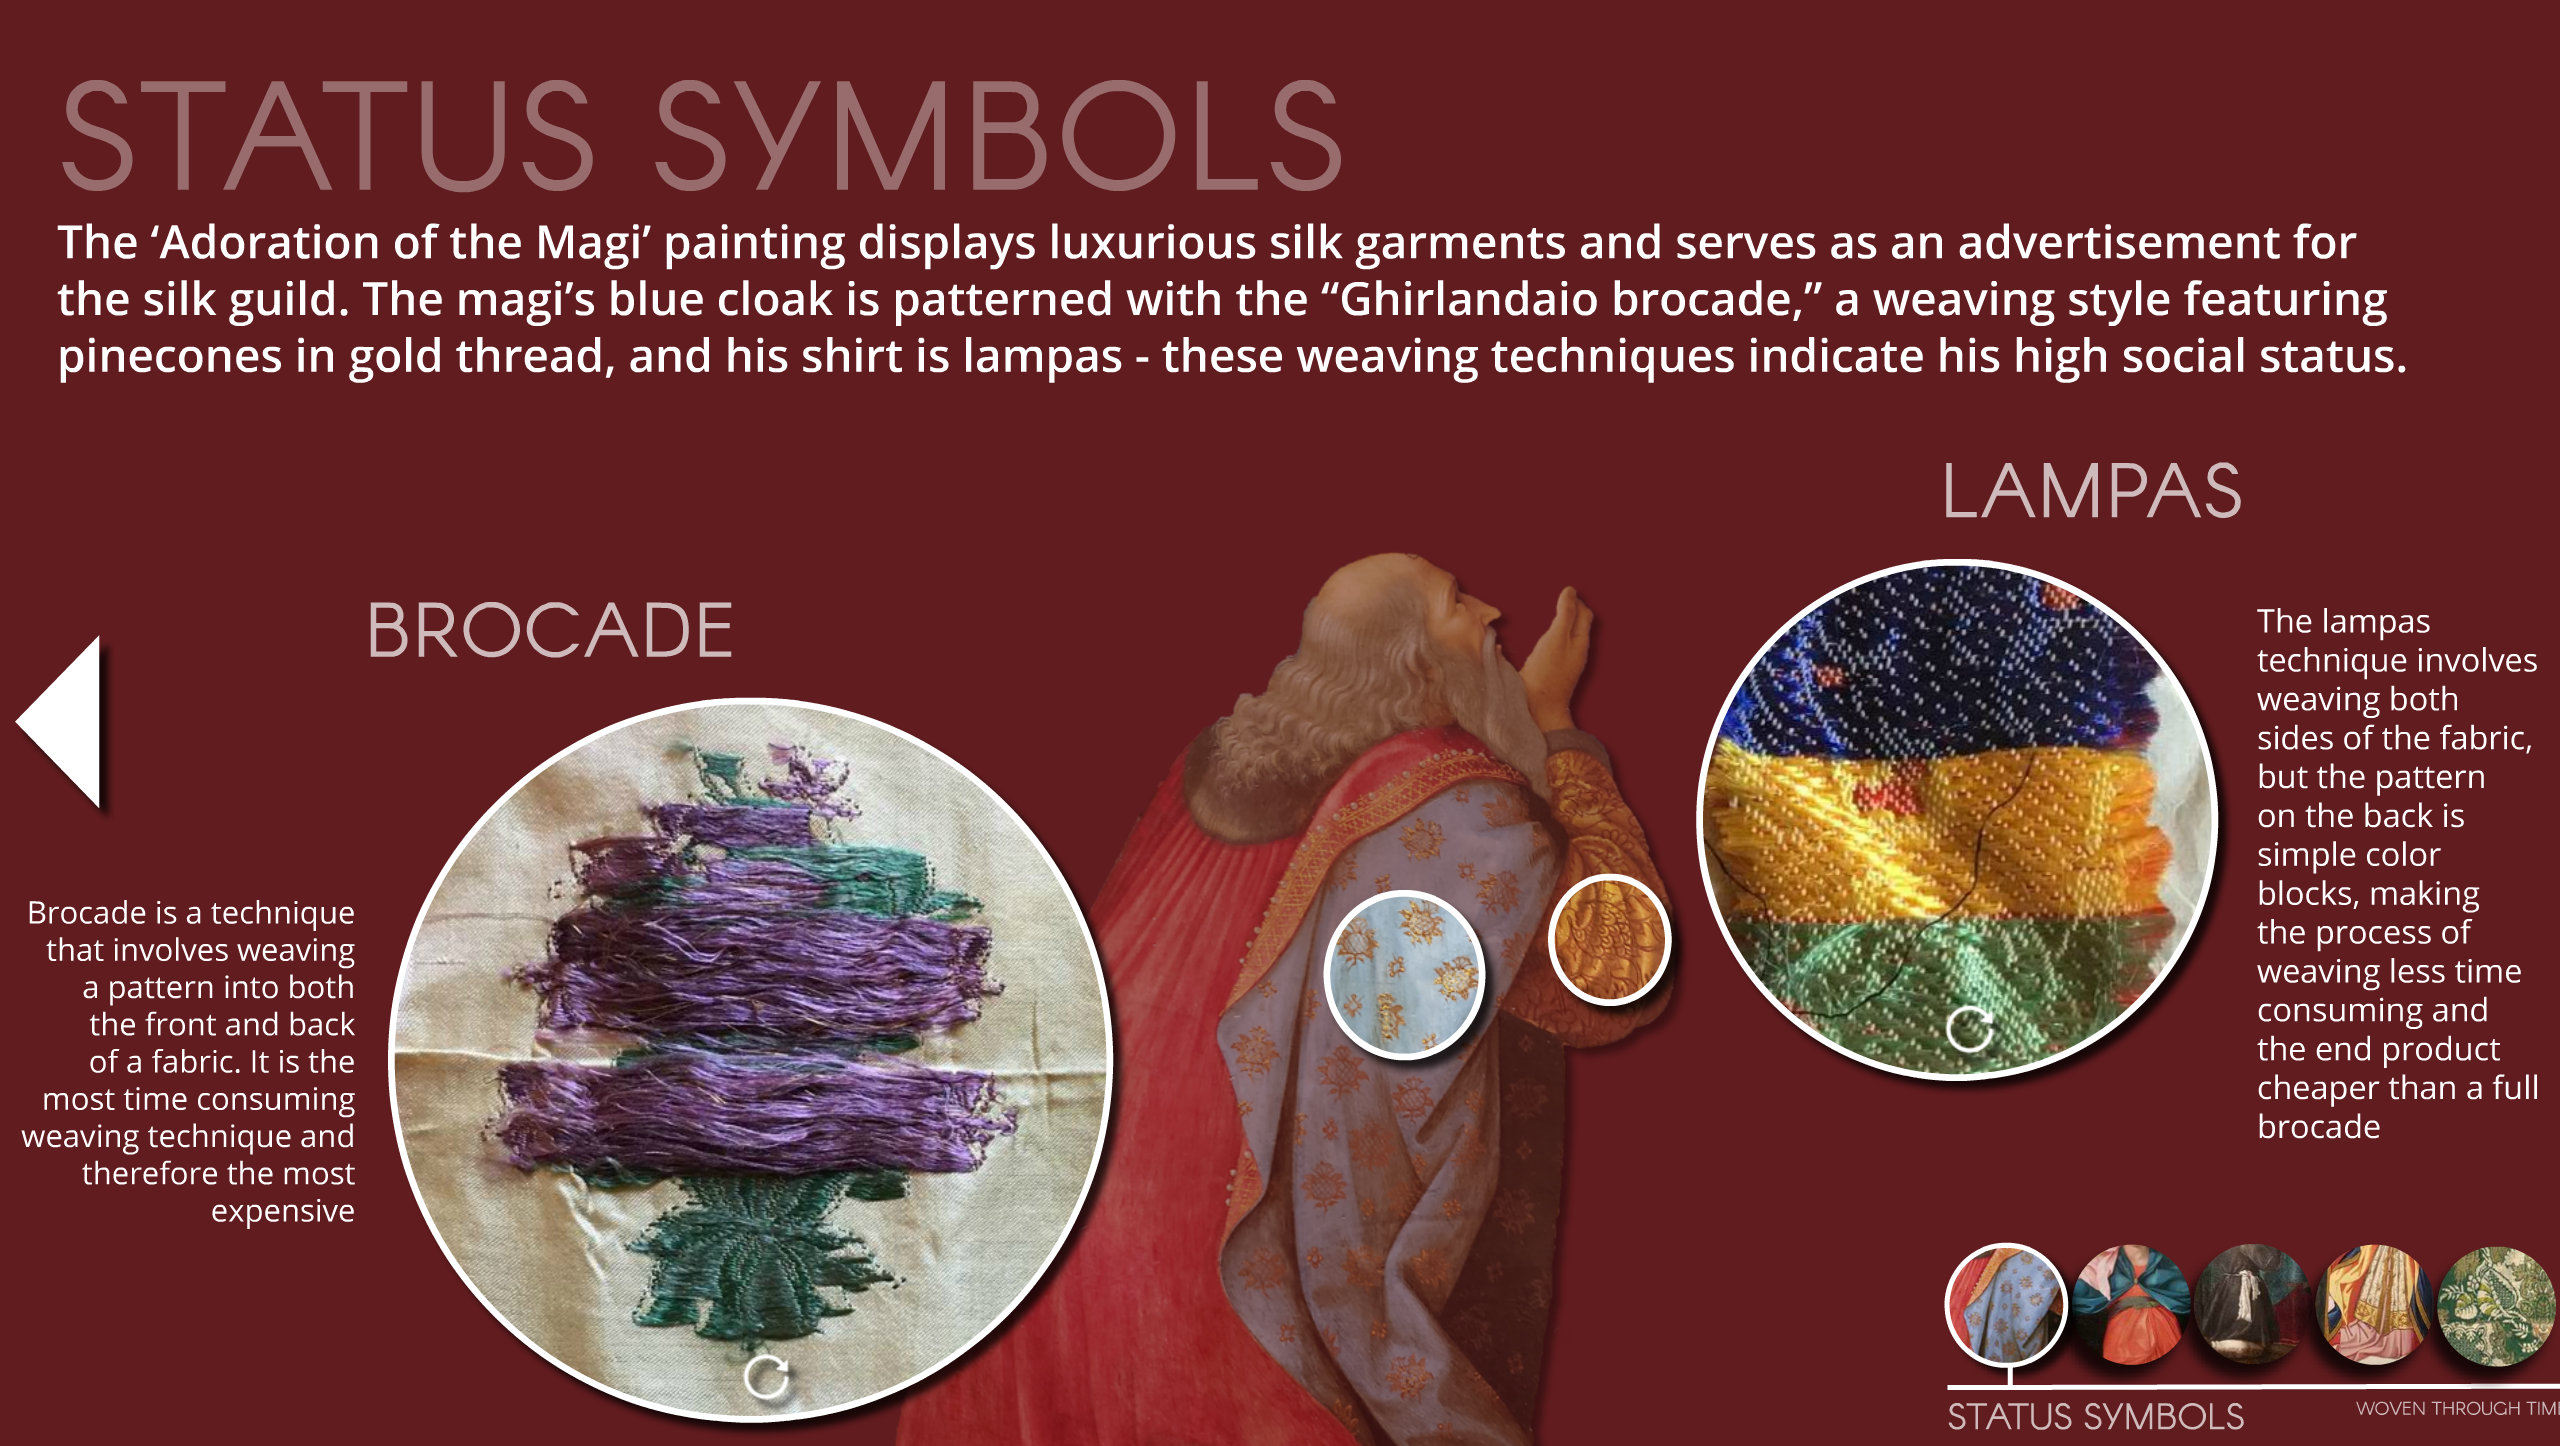 STATUS SYMBOLS
The ‘Adoration of the Magi’ painting displays luxurious silk garments and serves as an advertisement for
the silk guild. The magi’s blue cloak is patterned with the “Ghirlandaio brocade,” a weaving style featuring
pinecones in gold thread, and his shirt is lampas - these weaving techniques indicate his high social status.
BROCADE
Brocade is a technique
that involves weaving
a pattern into both
the front and back
of a fabric. It is the
most time consuming
weaving technique and
therefore the most
expensive
LAMPAS
The lampas
technique involves
weaving both
sides of the fabric,
but the pattern
on the back is
simple color
blocks, making
the process of
weaving less time
consuming and
the end product
cheaper than a full
brocade
STATUS SYMBOLS
WOVEN THROUGH TIM